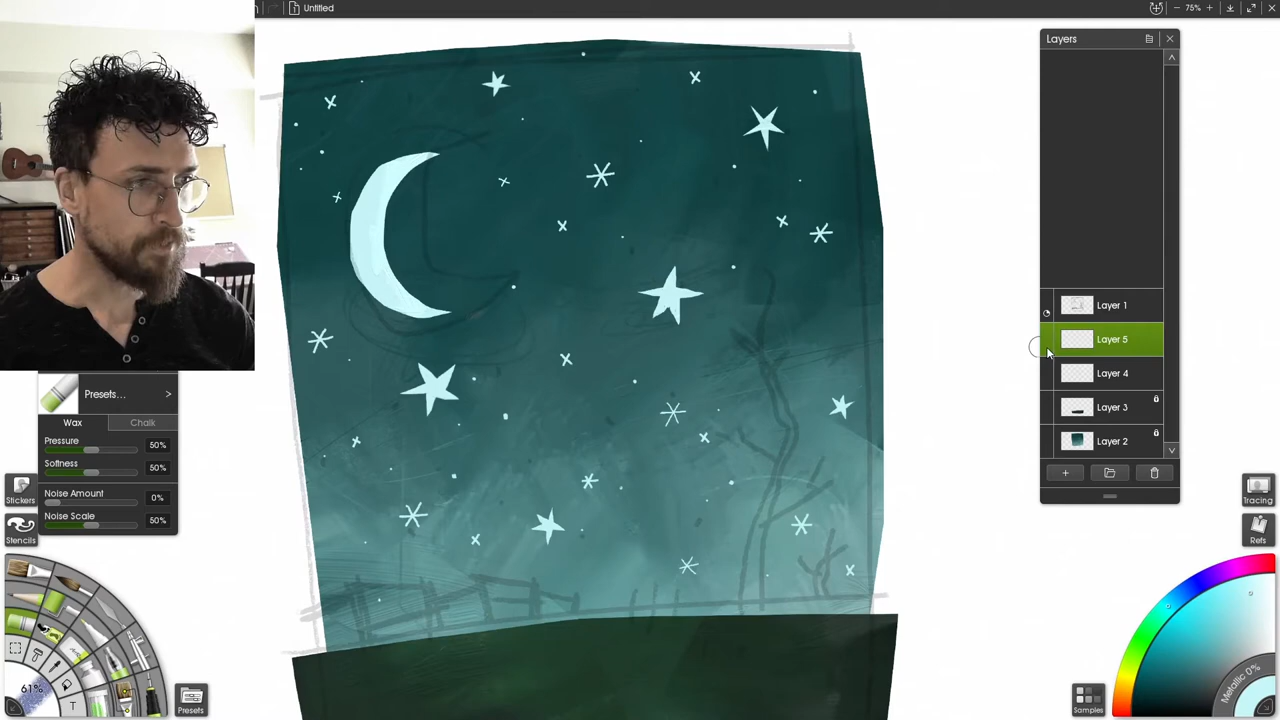 Untitled
75%
Layers
Layer 1
Layer 5
Layer 4
Layer 3
Layer 2
Presets...
Wax
Chalk
Pressure
50%
Softness
50%
Noise Amount
0%
Noise Scale
50%
Stickers
Stencils
Tracing
Refs
61%
T
Presets
Samples
Metallic 0%